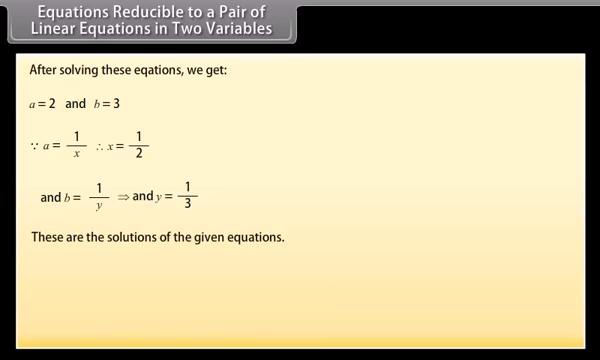 Equations Reducible to a Pair of
Linear Equations in Two Variables
After solving these eqations, we get:
a = 2 and b = 3
∵ a = 1/x ∴ x = 1/2
and b = 1/y ⇒ and y = 1/3
These are the solutions of the given equations.